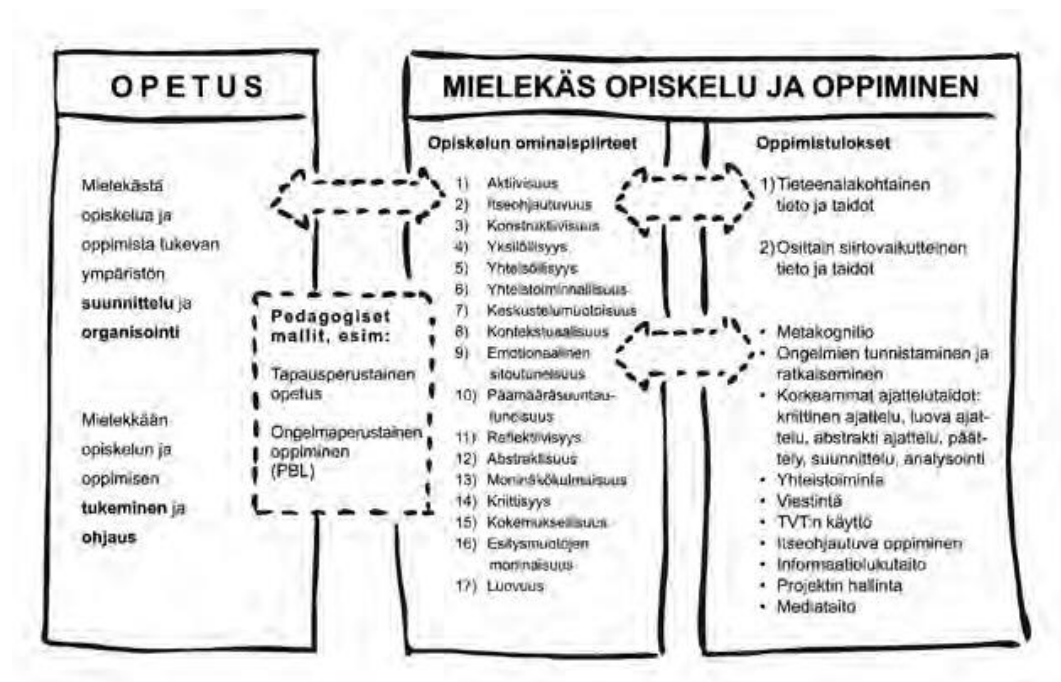 OPETUS
Mielekästä
opiskelua ja
oppimista tukevan
ympäristön
suunnittelu ja
organisointi
Mielekkään
opiskelun ja
oppimisen
tukeminen ja
ohjaus
Pedagogiset
mallit, esim:
Tapausperustainen
opetus
Ongelmaperustainen
oppiminen
(PBL)
MIELEKÄS OPISKELU JA OPPIMINEN
Opiskelun ominaispiirteet
1) Aktiivisuus
2) Itseohjautuvuus
3) Konstruktiivisuus
4) Yksilöllisyys
5) Yhteisöllisyys
6) Yhteistoiminnallisuus
7) Keskustelumuotoisuus
8) Kontekstuaalisuus
9) Emotionaalinen
sitoutuneisuus
10) Päämääräsuuntau-
tuneisuus
11) Reflektiivisyys
12) Abstraktisuus
13) Moninäkökulmaisuus
14) Kriittisyys
15) Kokemuksellisuus
16) Esitysmuotojen
moninaisuus
17) Luovuus
Oppimistulokset
1) Tieteenalakohtainen
tieto ja taidot
2) Osittain siirtovaikutteinen
tieto ja taidot
• Metakognitio
• Ongelmien tunnistaminen ja
ratkaiseminen
• Korkeammat ajattelutaidot:
kriittinen ajattelu, luova ajat-
telu, abstrakti ajattelu, päät-
tely, suunnittelu, analysointi
• Yhteistoiminta
• Viestintä
• TVT:n käyttö
• Itseohjautuva oppiminen
• Informaatiolukutaito
• Projektin hallinta
• Mediataito